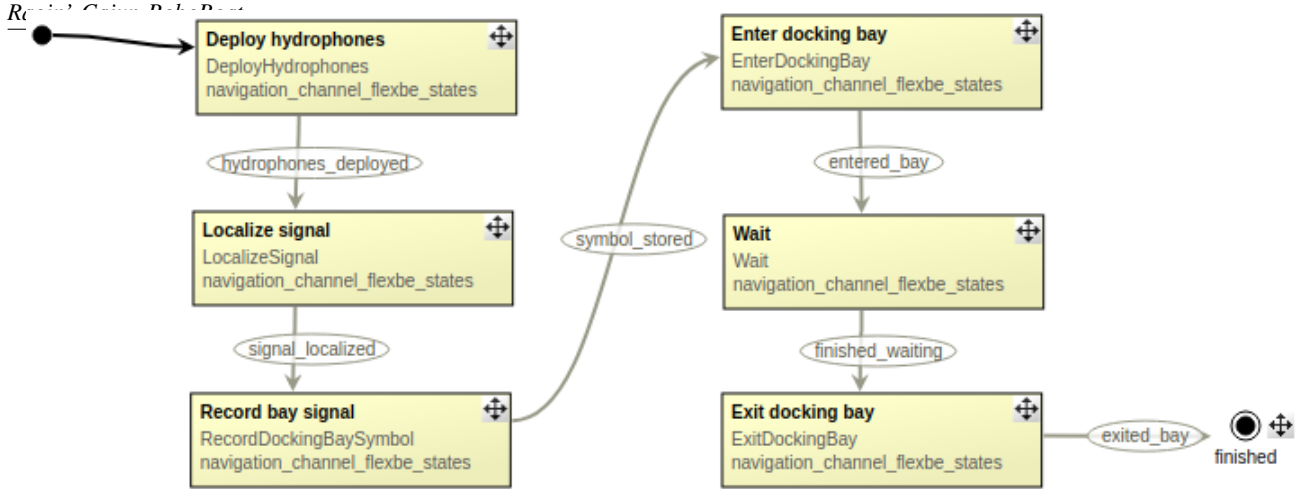 Deploy hydrophones
DeployHydrophones
navigation_channel_flexbe_states
hydrophones_deployed
Localize signal
LocalizeSignal
navigation_channel_flexbe_states
signal_localized
Record bay signal
RecordDockingBaySymbol
navigation_channel_flexbe_states
symbol_stored
Enter docking bay
EnterDockingBay
navigation_channel_flexbe_states
entered_bay
Wait
Wait
navigation_channel_flexbe_states
finished_waiting
Exit docking bay
ExitDockingBay
navigation_channel_flexbe_states
exited_bay
finished